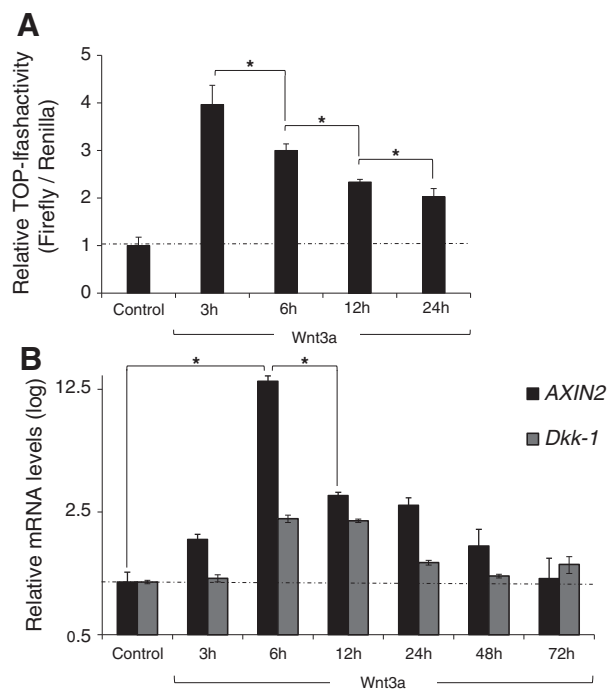 A
Relative TOP-lfashactivity
(Firefly / Renilla)
5
4
3
2
1
0
*
*
*
Control 3h 6h 12h 24h
Wnt3a
B
Relative mRNA levels (log)
12.5
2.5
0.5
*
*
AXIN2
Dkk-1
Control 3h 6h 12h 24h 48h 72h
Wnt3a